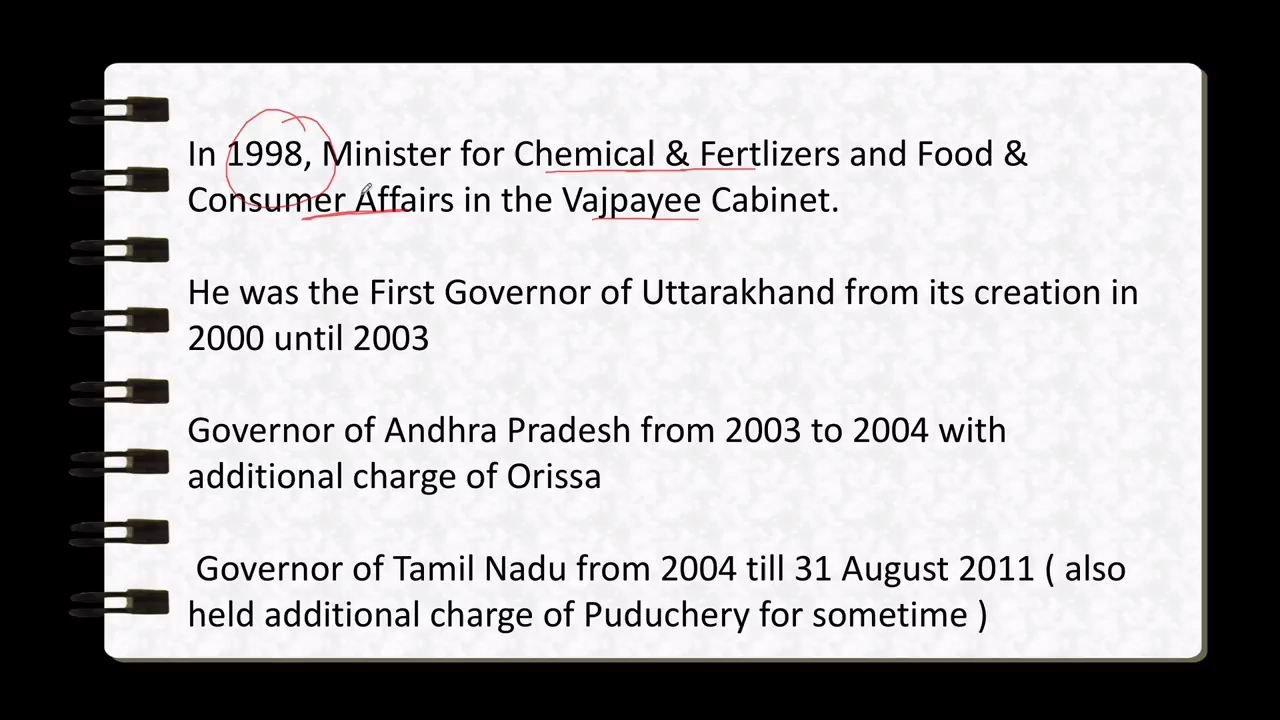 In 1998, Minister for Chemical & Fertlizers and Food &
Consumer Affairs in the Vajpayee Cabinet.
He was the First Governor of Uttarakhand from its creation in
2000 until 2003
Governor of Andhra Pradesh from 2003 to 2004 with
additional charge of Orissa
Governor of Tamil Nadu from 2004 till 31 August 2011 ( also
held additional charge of Puduchery for sometime )